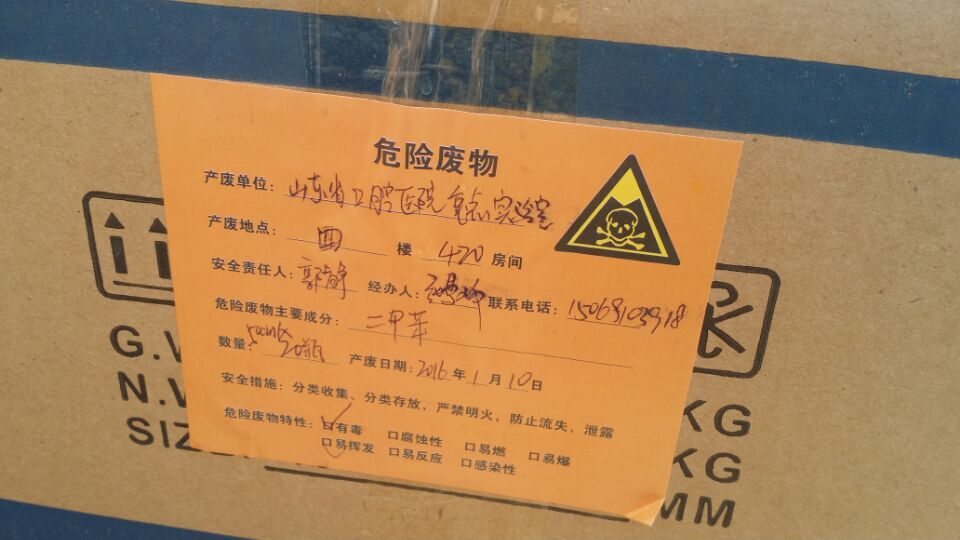 危险废物
产废单位：山东省口腔医院重点实验室
产废地点：四 楼 420 房间
安全责任人：郭静 经办人： 联系电话：15069103918
危险废物主要成分：二甲苯
数量：500ml× 20瓶 产废日期：2016 年 1 月 10 日
安全措施：分类收集、分类存放，严禁明火，防止流失、泄露
危险废物特性：口有毒 口腐蚀性 口易燃 口易爆
口易挥发 口易反应 口感染性
G.W
N.W KG
SIZ KG
MM